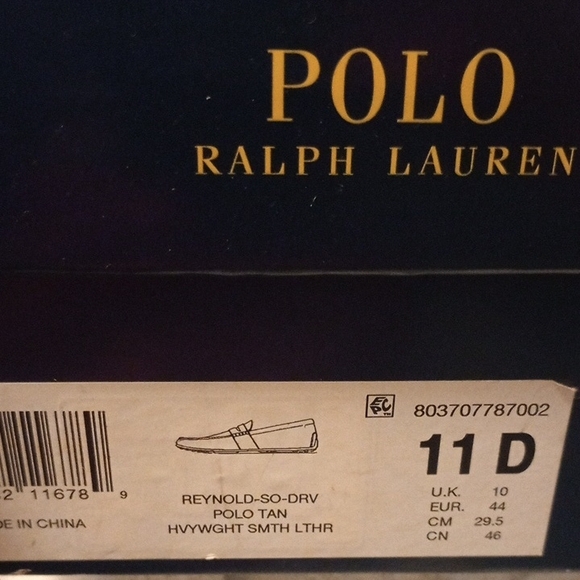 POLO
RALPH LAUREN
803707787002
11 D
U.K. 10
EUR. 44
CM 29.5
CN 46
2 11678 9
E IN CHINA
REYNOLD-SO-DRV
POLO TAN
HVYWGHT SMTH LTHR